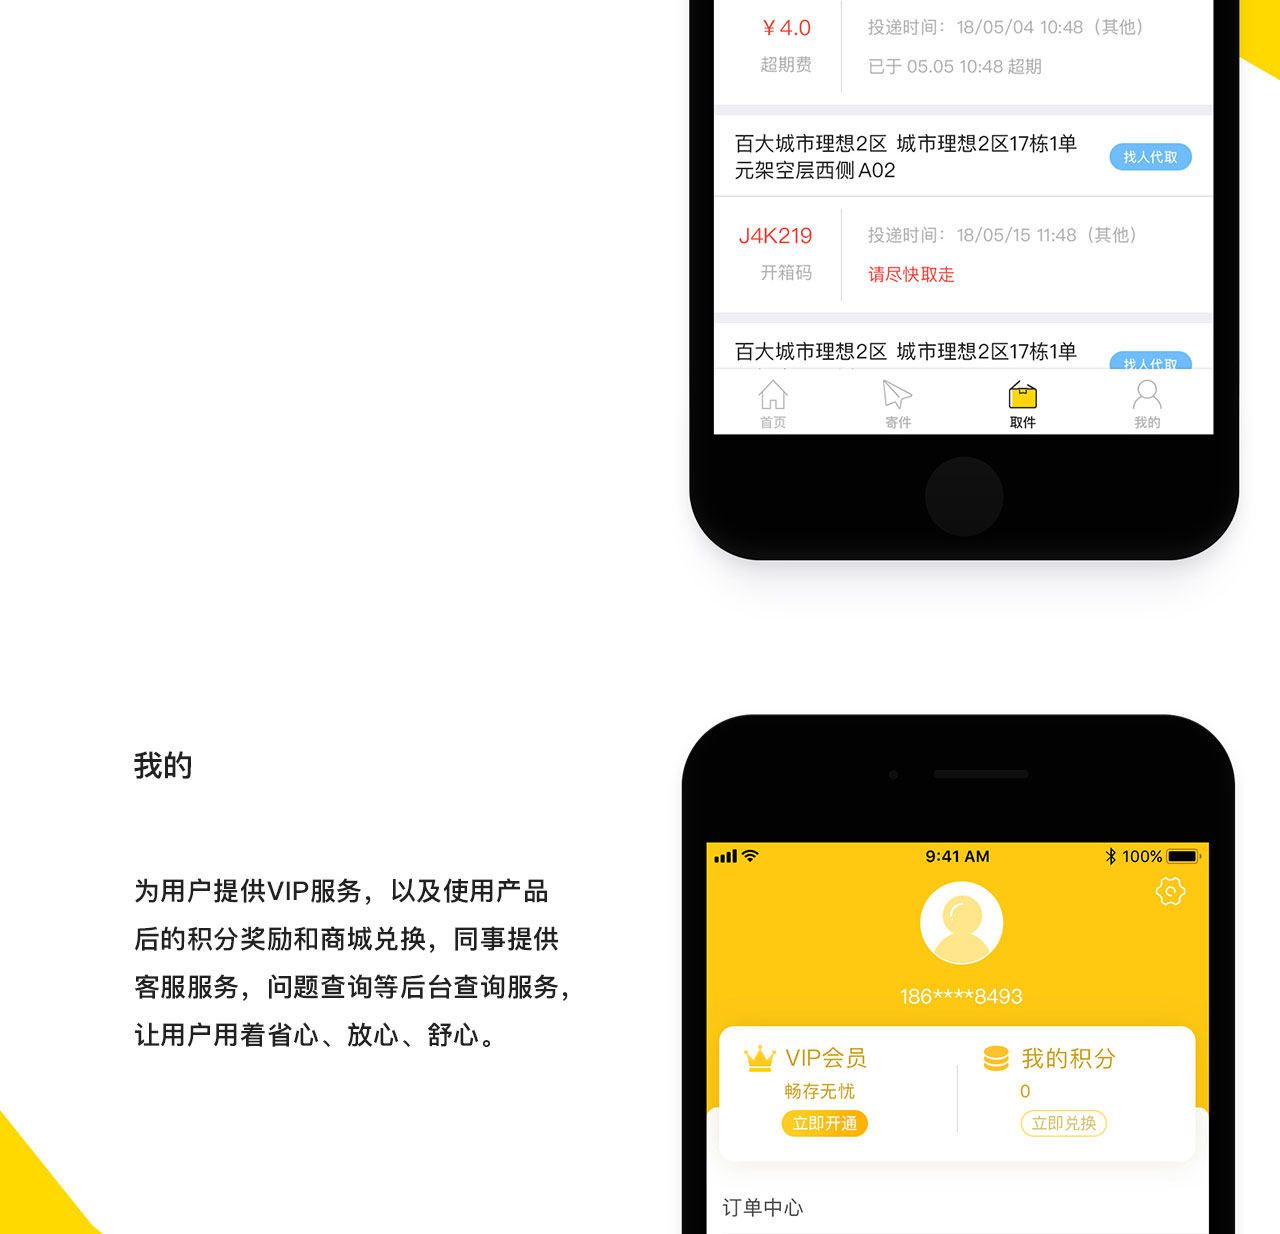 ¥ 4.0
投递时间：18/05/04 10:48（其他）
超期费
已于 05.05 10:48 超期
百大城市理想2区 城市理想2区17栋1单
元架空层西侧 A02
找人代取
J4K219
投递时间：18/05/15 11:48（其他）
开箱码
请尽快取走
百大城市理想2区 城市理想2区17栋1单
找人代取
首页
寄件
取件
我的
我的
为用户提供VIP服务，以及使用产品
后的积分奖励和商城兑换，同事提供
客服服务，问题查询等后台查询服务，
让用户用着省心、放心、舒心。
9:41 AM
100%
186****8493
VIP会员
畅存无忧
立即开通
我的积分
0
立即兑换
订单中心